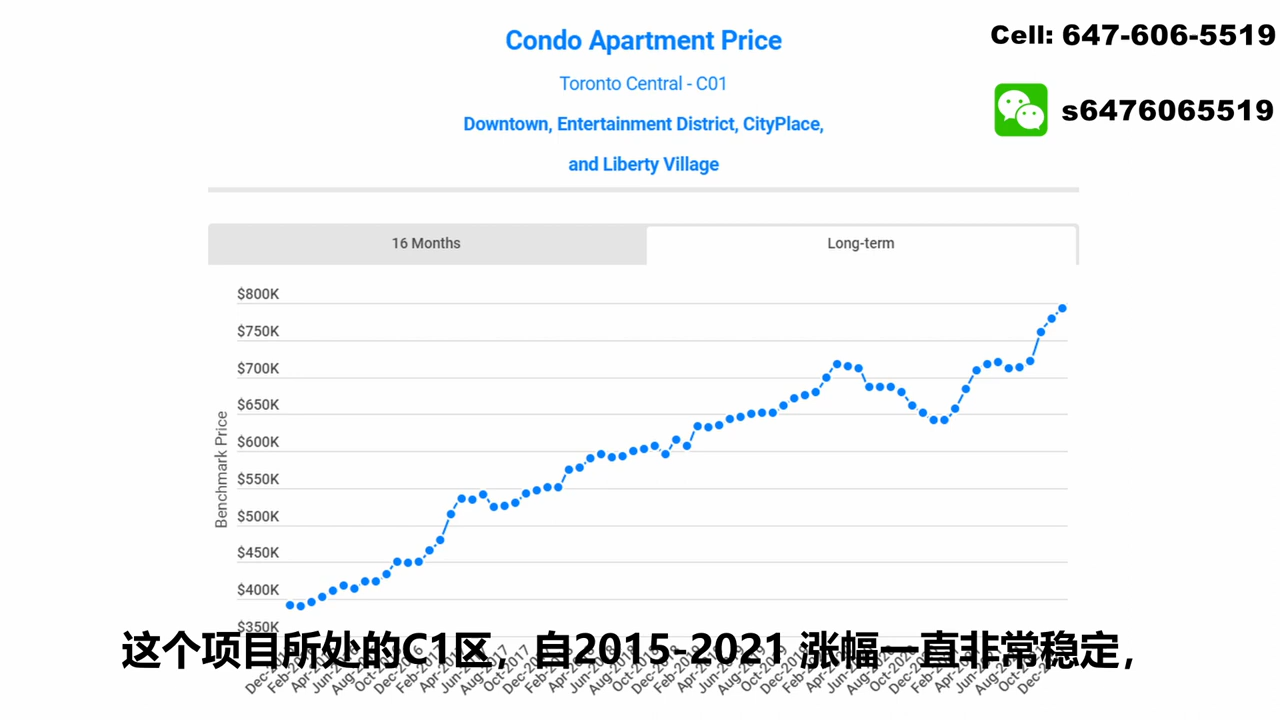 Condo Apartment Price
Cell: 647-606-5519
Toronto Central - C01
s6476065519
Downtown, Entertainment District, CityPlace,
and Liberty Village
16 Months
Long-term
$800K
$750K
$700K
$650K
$600K
$550K
$500K
$450K
$400K
$350K
Benchmark Price
这个项目所处的C1区，自2015-2021 涨幅一直非常稳定，